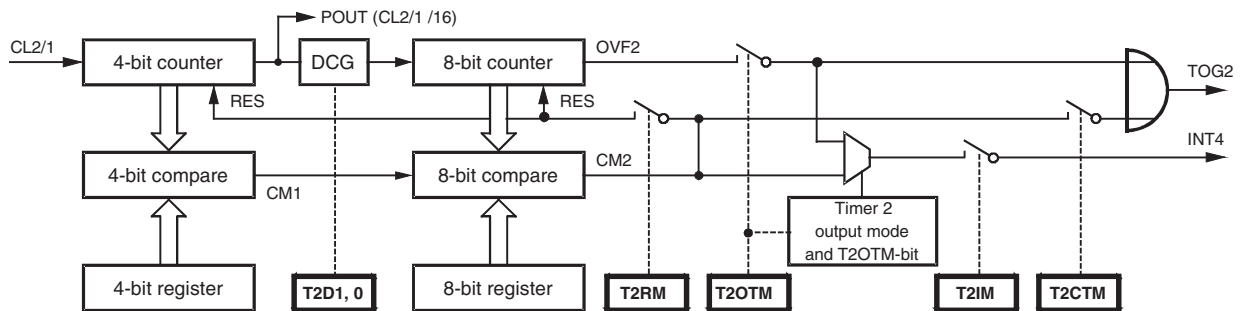 POUT (CL2/1 /16)
CL2/1
4-bit counter
DCG
8-bit counter
OVF2
TOG2
RES
RES
4-bit compare
CM1
8-bit compare
CM2
INT4
Timer 2
output mode
and T2OTM-bit
4-bit register
T2D1, 0
8-bit register
T2RM
T2OTM
T2IM
T2CTM